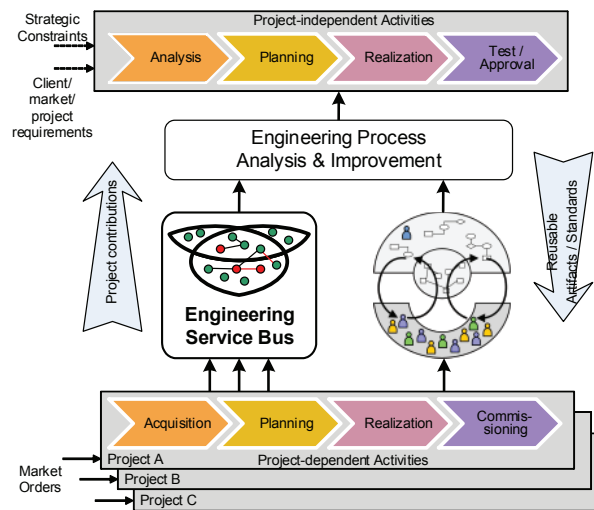 Strategic
Constraints
Client/
market/
project
requirements
Project-independent Activities
Analysis
Planning
Realization
Test /
Approval
Engineering Process
Analysis & Improvement
Project contributions
Engineering
Service Bus
Reusable
Artifacts / Standards
Acquisition
Planning
Realization
Commis-
sioning
Project A
Project-dependent Activities
Market
Orders
Project B
Project C